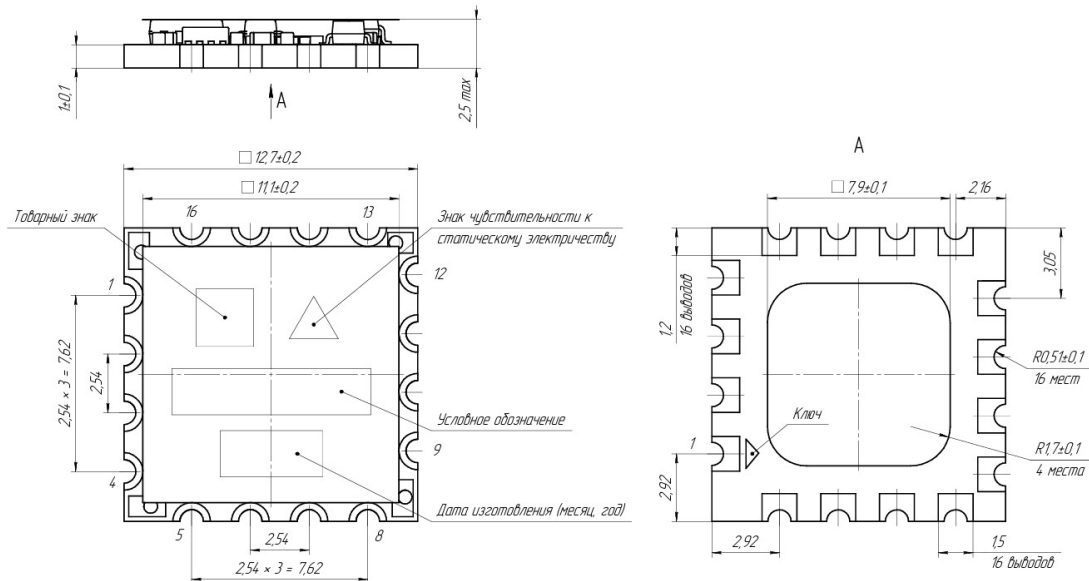 1±0,1
2,5 max
А
□ 12,7±0,2
□ 11,1±0,2
Товарный знак
16
13
Знак чувствительности к
статическому электричеству
1
12
2,54 × 3 = 7,62
2,54
Условное обозначение
4
9
Дата изготовления (месяц, год)
5
8
2,54
2,54 × 3 = 7,62
А
□ 7,9±0,1
2,16
3,05
1,2
16 выводов
R0,51±0,1
16 мест
Ключ
1
R1,7±0,1
4 места
2,92
2,92
1,5
16 выводов